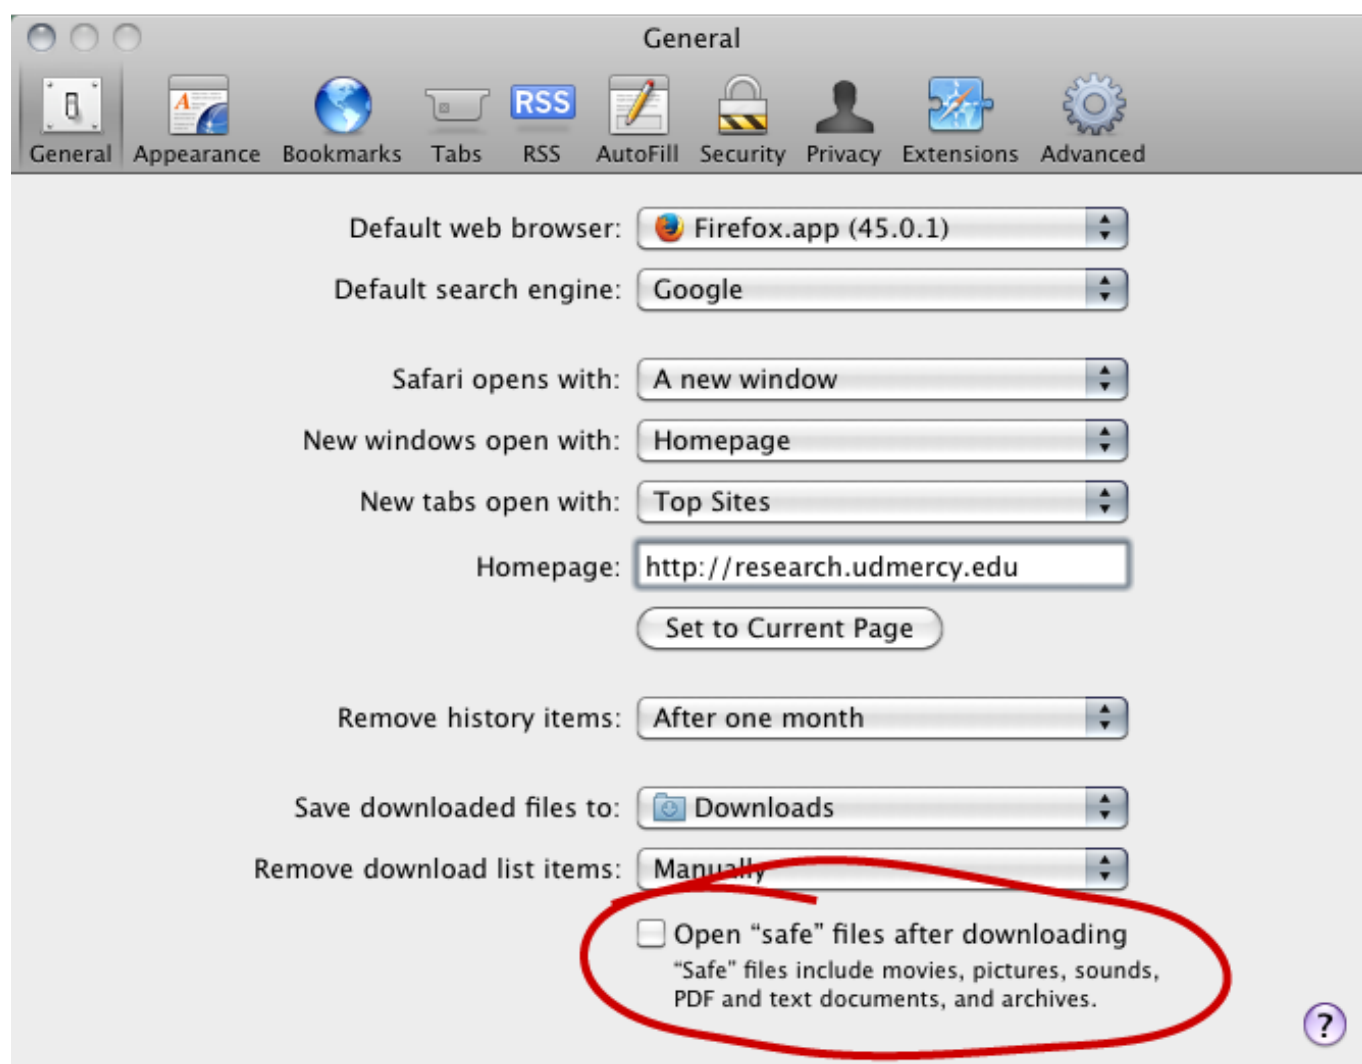 General
General Appearance Bookmarks Tabs RSS AutoFill Security Privacy Extensions Advanced
RSS
Default web browser: Firefox.app (45.0.1)
Default search engine: Google
Safari opens with: A new window
New windows open with: Homepage
New tabs open with: Top Sites
Homepage: http://research.udmercy.edu
Set to Current Page
Remove history items: After one month
Save downloaded files to: Downloads
Remove download list items: Manually
Open “safe” files after downloading
“Safe” files include movies, pictures, sounds,
PDF and text documents, and archives.
?